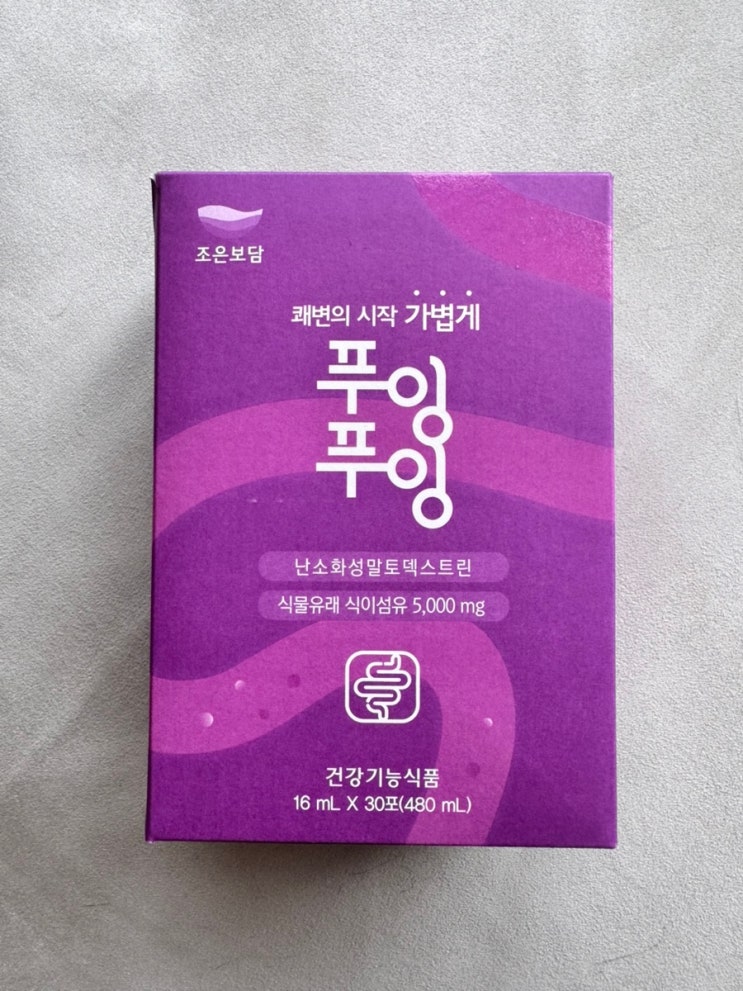 조은보담
쾌변의 시작 가볍게
푸잉
푸잉
난소화성말토덱스트린
식물유래 식이섬유 5,000 mg
건강기능식품
16 mL X 30포(480 mL)